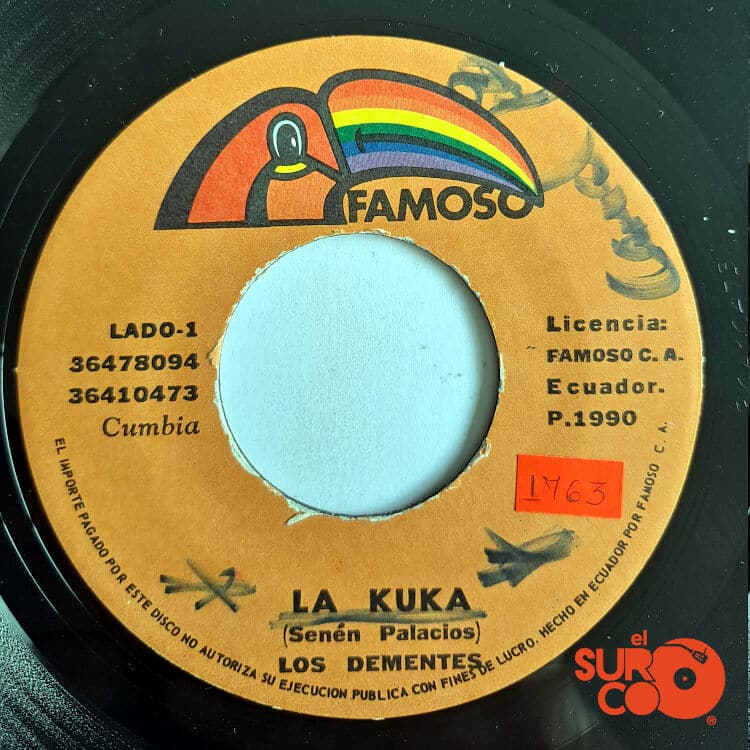 FAMOSO
LADO-1
36478094
36410473
Cumbia
Licencia:
FAMOSO C. A.
Ecuador.
P.1990
1763
LA KUKA
(Senén Palacios)
LOS DEMENTES
EL IMPORTE PAGADO POR ESTE DISCO NO AUTORIZA SU EJECUCION PUBLICA CON FINES DE LUCRO. HECHO EN ECUADOR POR FAMOSO C. A.
el
SUR
CO
®